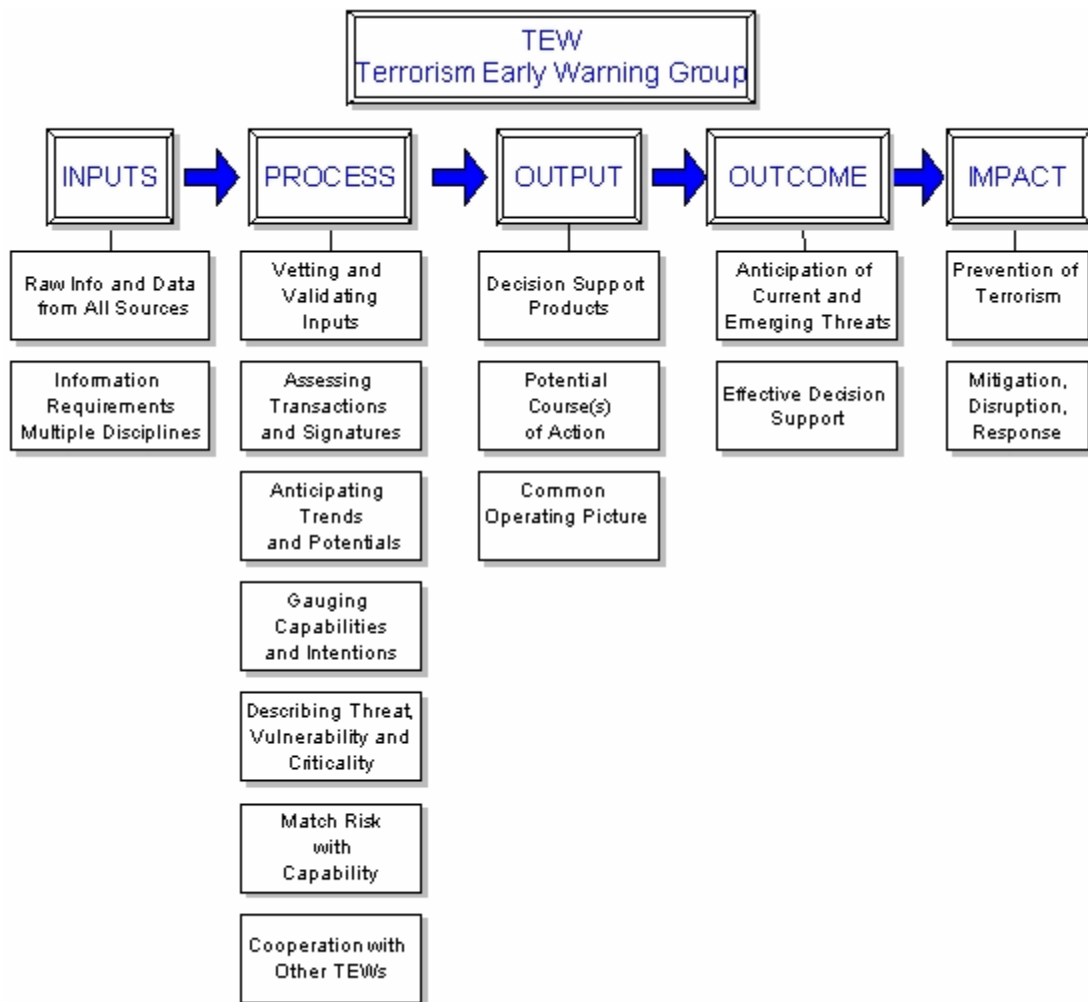 TEW
Terrorism Early Warning Group
INPUTS
PROCESS
OUTPUT
OUTCOME
IMPACT
Raw Info and Data
from All Sources
Information
Requirements
Multiple Disciplines
Vetting and
Validating
Inputs
Assessing
Transactions
and Signatures
Anticipating
Trends
and Potentials
Gauging
Capabilities
and Intentions
Describing Threat,
Vulnerability and
Criticality
Match Risk
with
Capability
Cooperation with
Other TEWs
Decision Support
Products
Potential
Course(s)
of Action
Common
Operating Picture
Anticipation of
Current and
Emerging Threats
Effective Decision
Support
Prevention of
Terrorism
Mitigation,
Disruption,
Response